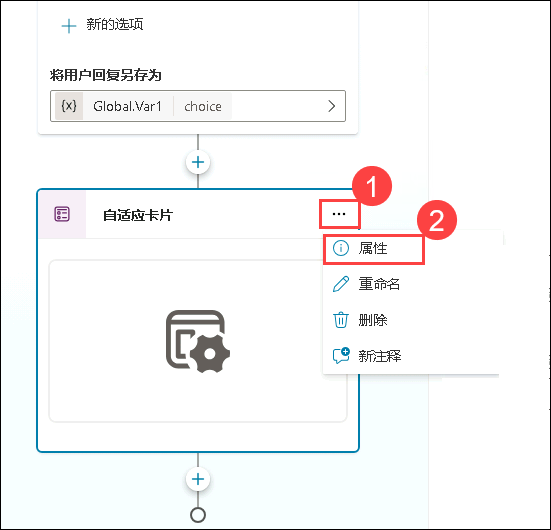 新的选项
将用户回复另存为
{x} Global.Var1 choice
1
自适应卡片 ...
2
属性
重命名
删除
新注释